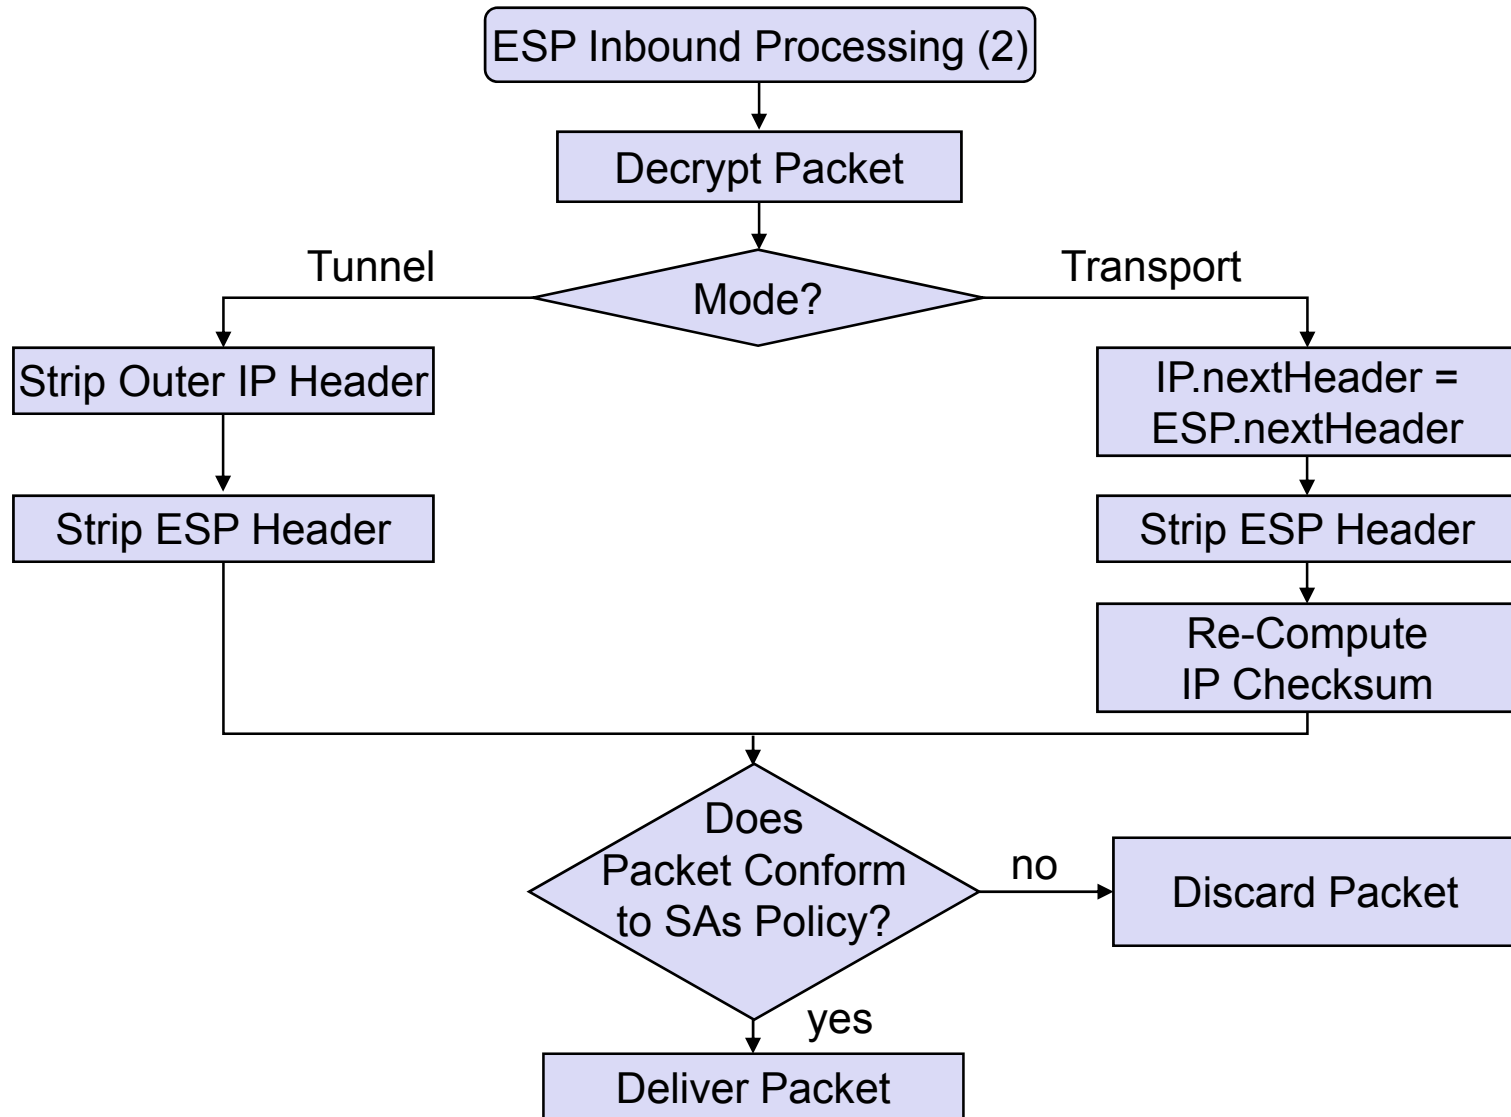 ESP Inbound Processing (2)
Decrypt Packet
Tunnel
Mode?
Transport
Strip Outer IP Header
IP.nextHeader =
ESP.nextHeader
Strip ESP Header
Strip ESP Header
Re-Compute
IP Checksum
Does
Packet Conform
to SAs Policy?
no
Discard Packet
yes
Deliver Packet